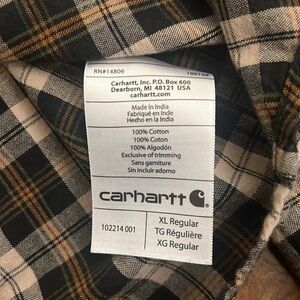 RN#14806
Carhartt, Inc. P.O. Box 600
Dearborn, MI 48121 USA
carhartt.com
Made in India
Fabriqué en Inde
Hecho en la India
100% Cotton
100% Coton
100% Algodón
Exclusive of trimming
Sans garniture
Sin incluir adorno
carhartt
102214 001
XL Regular
TG Régulière
XG Regular